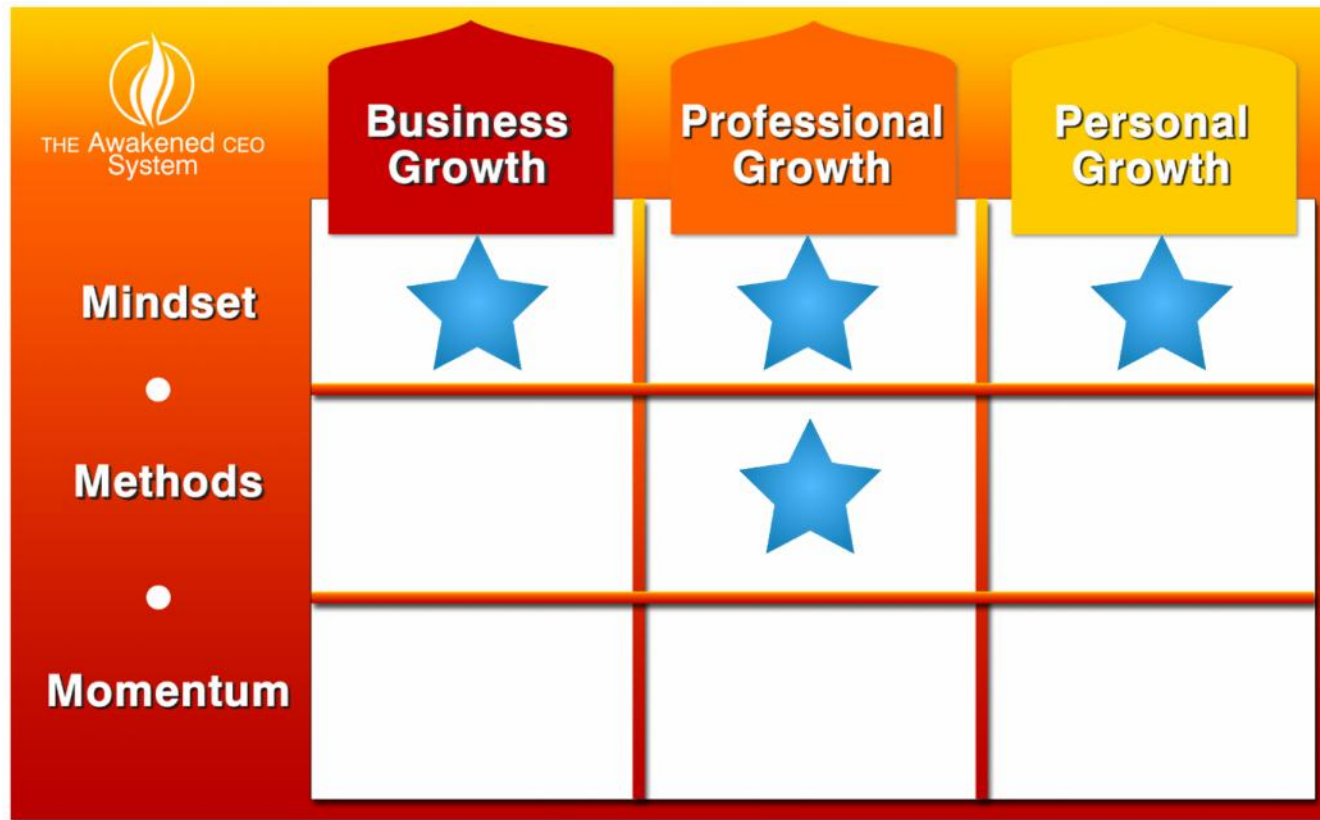 THE Awakened CEO
System
Business
Growth
Professional
Growth
Personal
Growth
Mindset
Methods
Momentum